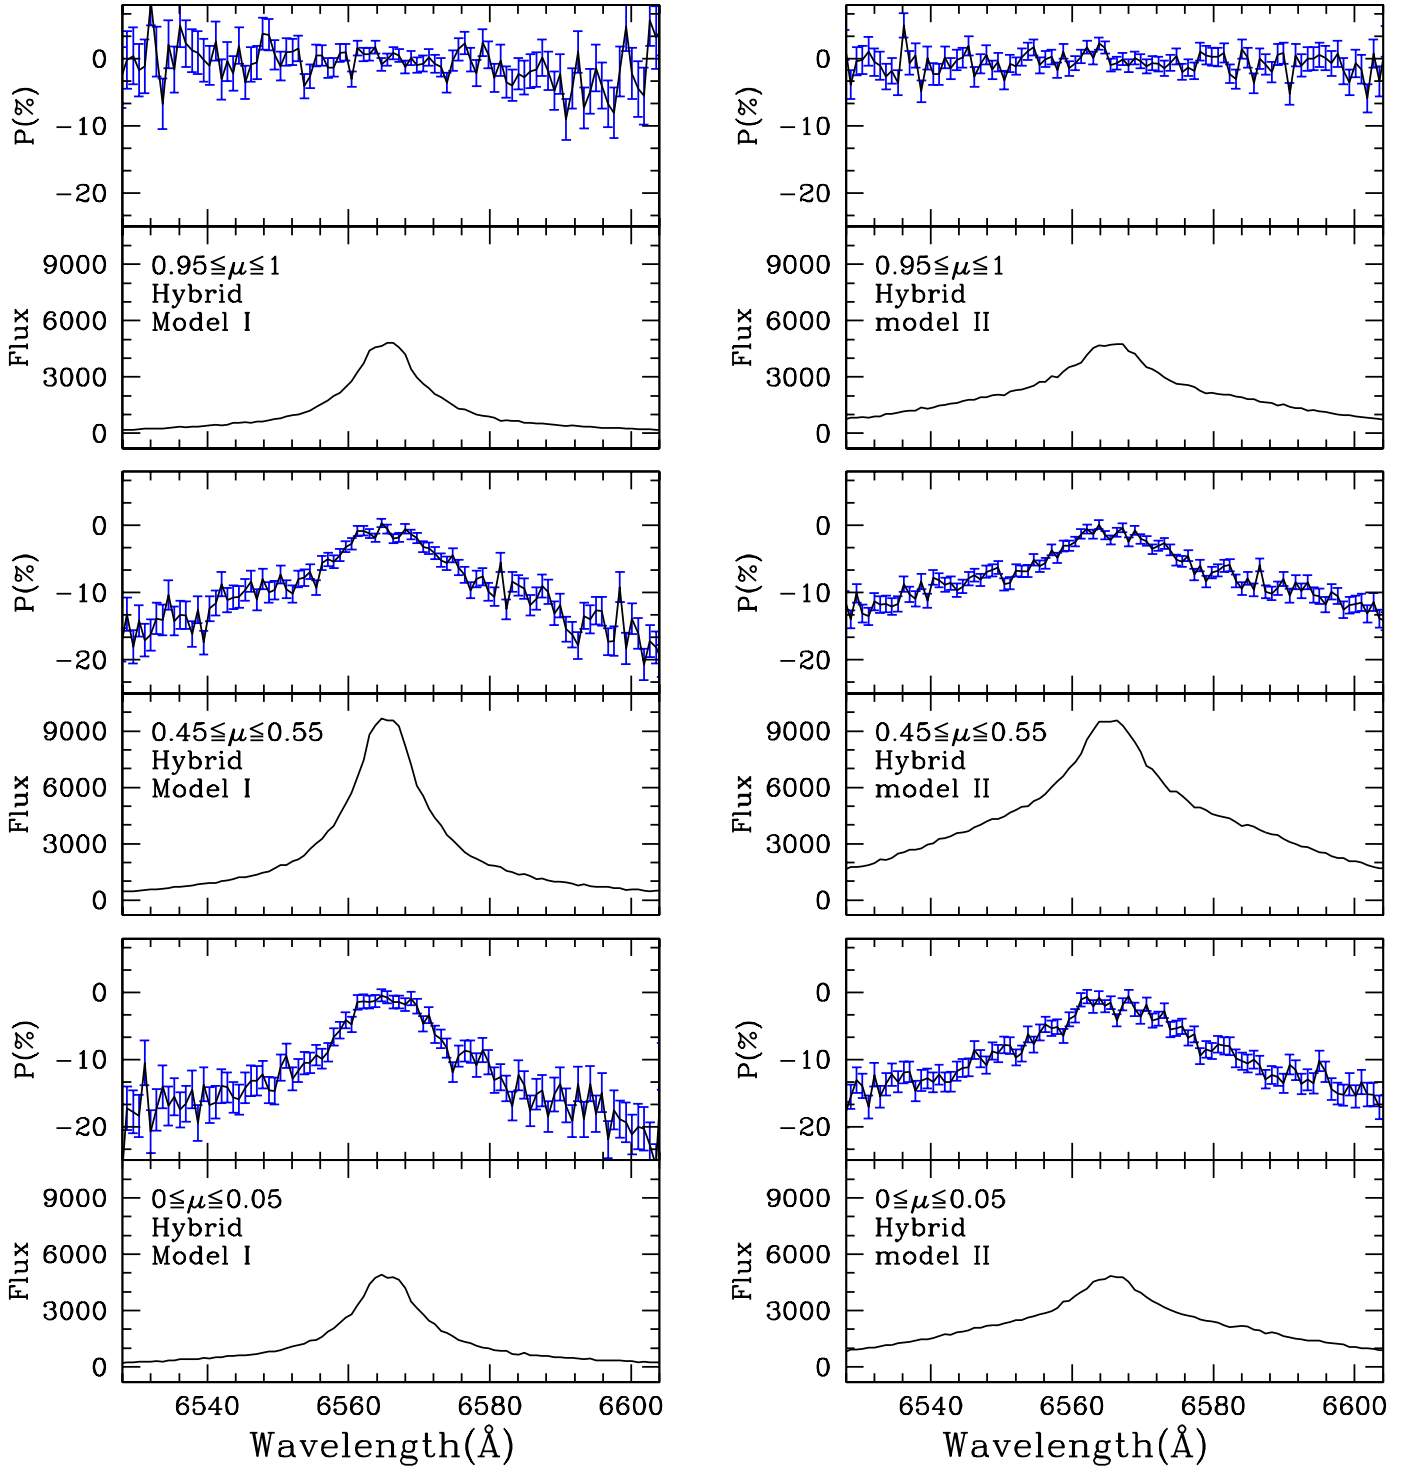 0
−10
−20
P(%)
9000
6000
3000
0
Flux
0.95≦μ≦1
Hybrid
Model I
0
−10
−20
P(%)
9000
6000
3000
0
Flux
0.95≦μ≦1
Hybrid
model II
0
−10
−20
P(%)
9000
6000
3000
0
Flux
0.45≦μ≦0.55
Hybrid
Model I
0
−10
−20
P(%)
9000
6000
3000
0
Flux
0.45≦μ≦0.55
Hybrid
model II
0
−10
−20
P(%)
9000
6000
3000
0
Flux
0≦μ≦0.05
Hybrid
Model I
6540 6560 6580 6600
Wavelength(Å)
0
−10
−20
P(%)
9000
6000
3000
0
Flux
0≦μ≦0.05
Hybrid
model II
6540 6560 6580 6600
Wavelength(Å)